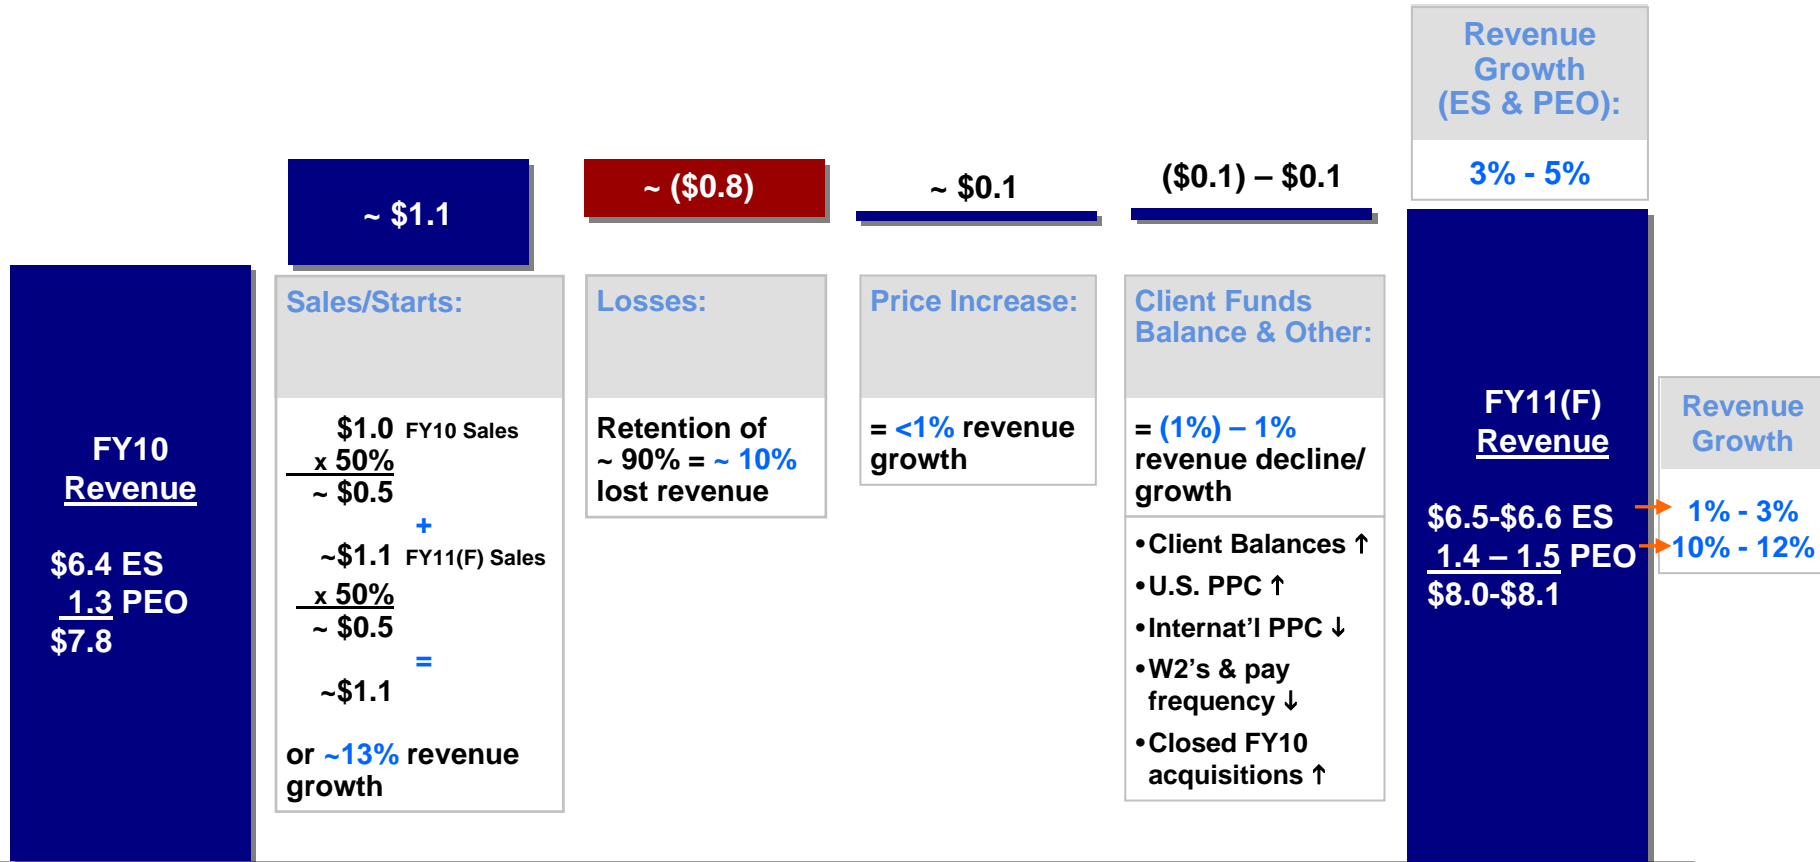 Revenue
Growth
(ES & PEO):
3% - 5%
~ $1.1
~ ($0.8)
~ $0.1
($0.1) – $0.1
FY10
Revenue
$6.4 ES
1.3 PEO
$7.8
Sales/Starts:
$1.0 FY10 Sales
x 50%
~ $0.5
+
~$1.1 FY11(F) Sales
x 50%
~ $0.5
=
~$1.1
or ~13% revenue
growth
Losses:
Retention of
~ 90% = ~ 10%
lost revenue
Price Increase:
= <1% revenue
growth
Client Funds
Balance & Other:
= (1%) – 1%
revenue decline/
growth
•Client Balances ↑
•U.S. PPC ↑
•Internat’l PPC ↓
•W2’s & pay
frequency ↓
•Closed FY10
acquisitions ↑
FY11(F)
Revenue
$6.5-$6.6 ES
1.4 – 1.5 PEO
$8.0-$8.1
Revenue
Growth
1% - 3%
10% - 12%